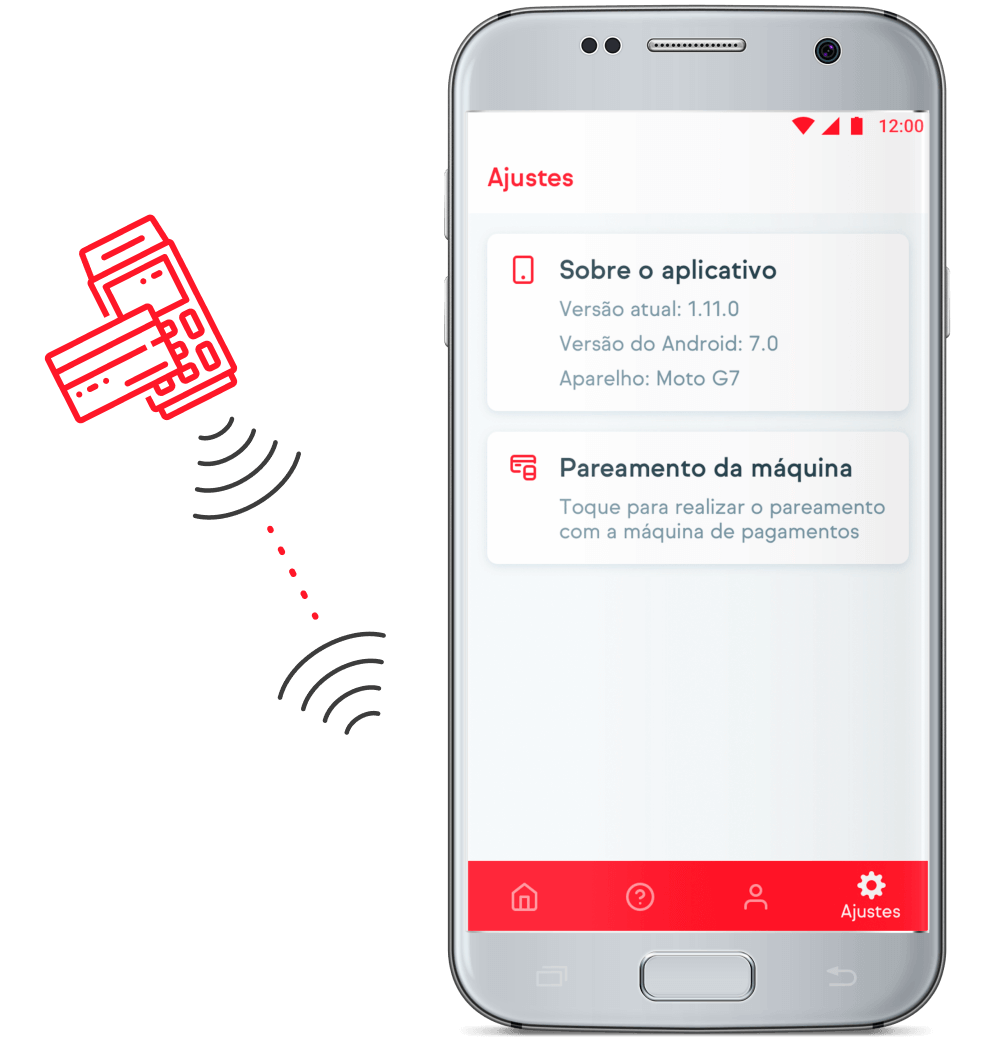 12:00
Ajustes
Sobre o aplicativo
Versão atual: 1.11.0
Versão do Android: 7.0
Aparelho: Moto G7
Pareamento da máquina
Toque para realizar o pareamento
com a máquina de pagamentos
Ajustes